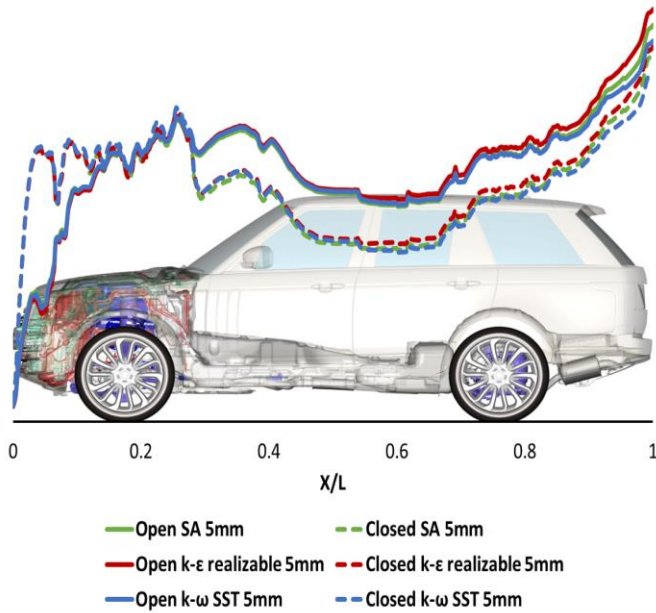 0 0.2 0.4 0.6 0.8 1
X/L
Open SA 5mm Closed SA 5mm
Open k-ε realizable 5mm Closed k-ε realizable 5mm
Open k-ω SST 5mm Closed k-ω SST 5mm